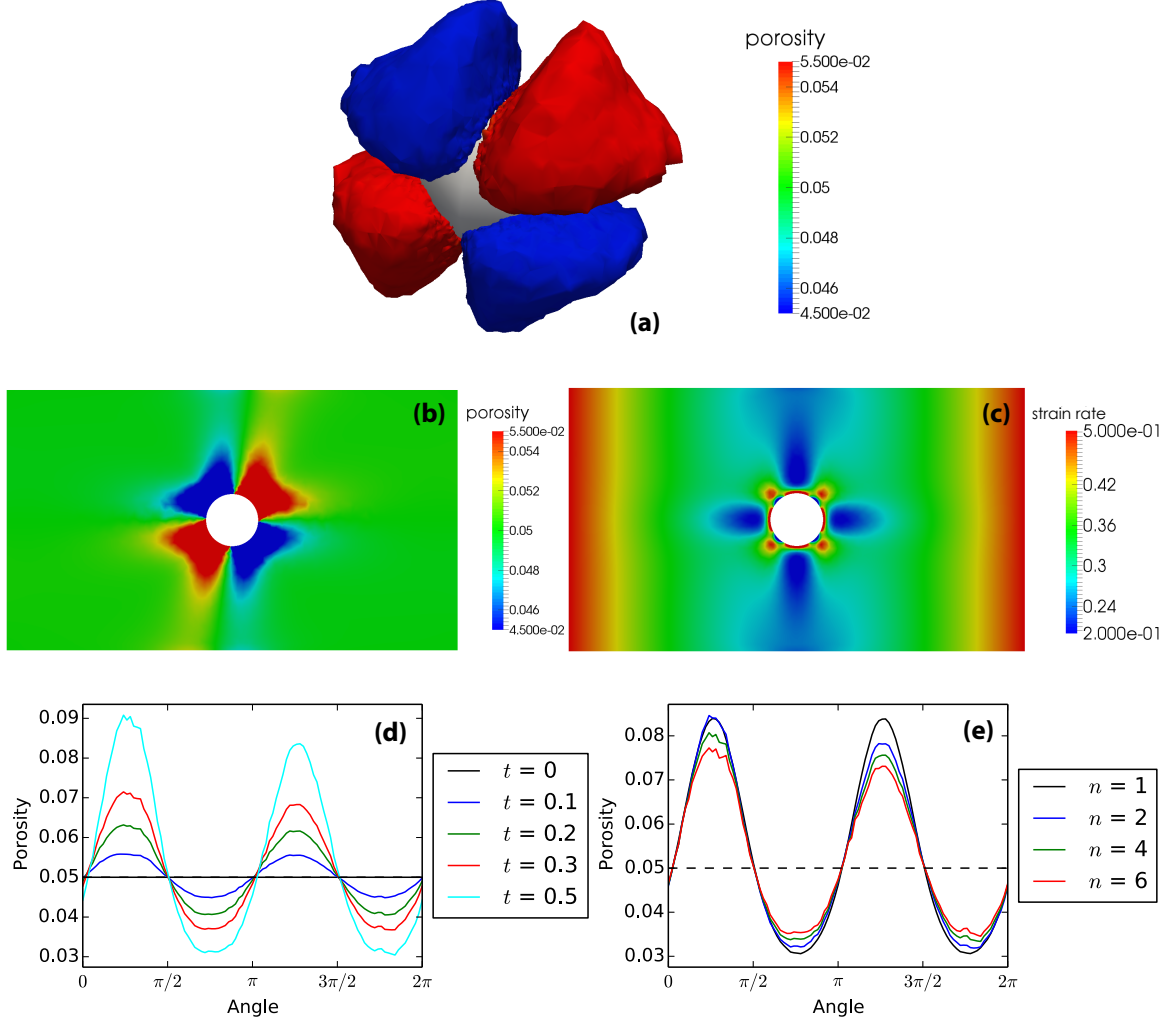 porosity
5.500e-02
0.054
0.052
0.05
0.048
0.046
4.500e-02
(a)
(b)
porosity
5.500e-02
0.054
0.052
0.05
0.048
0.046
4.500e-02
(c)
strain rate
5.000e-01
0.42
0.36
0.3
0.24
2.000e-01
(d)
0.09
0.08
0.07
0.06
0.05
0.04
0.03
Porosity
0 π/2 π 3π/2 2π
Angle
t = 0
t = 0.1
t = 0.2
t = 0.3
t = 0.5
(e)
0.08
0.07
0.06
0.05
0.04
0.03
Porosity
0 π/2 π 3π/2 2π
Angle
n = 1
n = 2
n = 4
n = 6